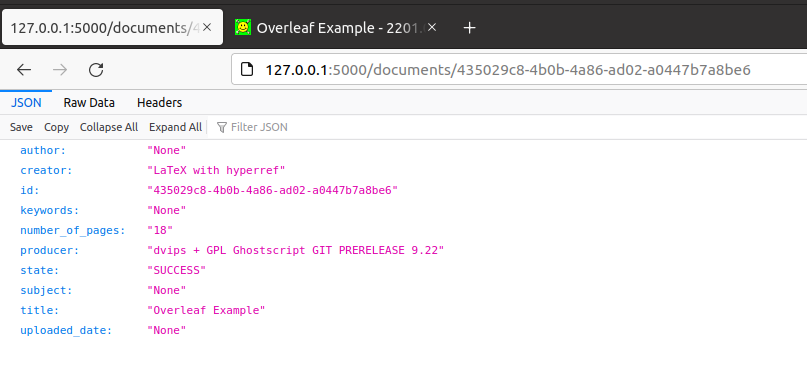 127.0.0.1:5000/documents/4
Overleaf Example - 2201.
127.0.0.1:5000/documents/435029c8-4b0b-4a86-ad02-a0447b7a8be6
JSON Raw Data Headers
Save Copy Collapse All Expand All Filter JSON
author: "None"
creator: "LaTeX with hyperref"
id: "435029c8-4b0b-4a86-ad02-a0447b7a8be6"
keywords: "None"
number_of_pages: "18"
producer: "dvips + GPL Ghostscript GIT PRERELEASE 9.22"
state: "SUCCESS"
subject: "None"
title: "Overleaf Example"
uploaded_date: "None"